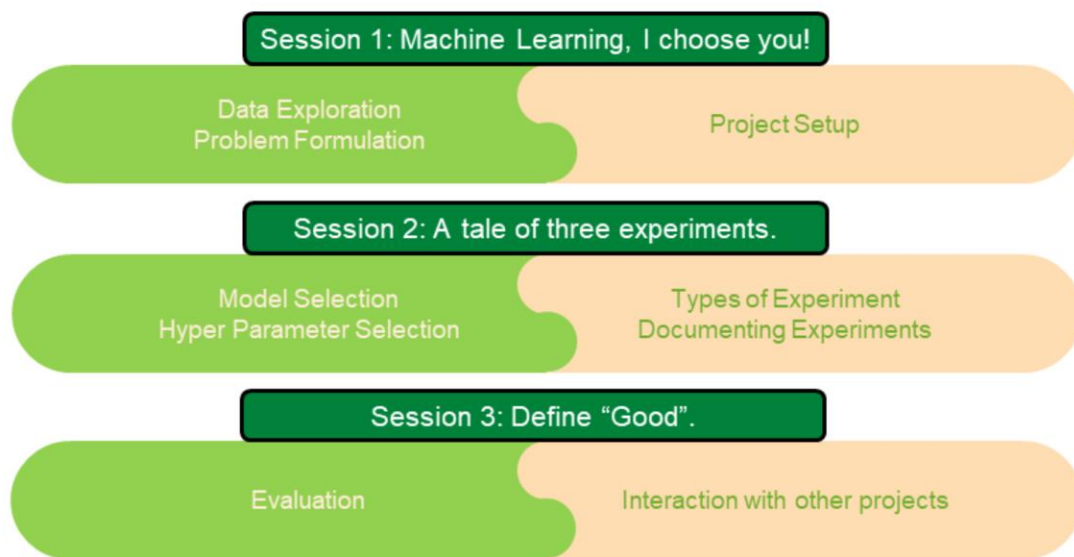 Session 1: Machine Learning, I choose you!
Data Exploration
Problem Formulation
Project Setup
Session 2: A tale of three experiments.
Model Selection
Hyper Parameter Selection
Types of Experiment
Documenting Experiments
Session 3: Define “Good”.
Evaluation
Interaction with other projects